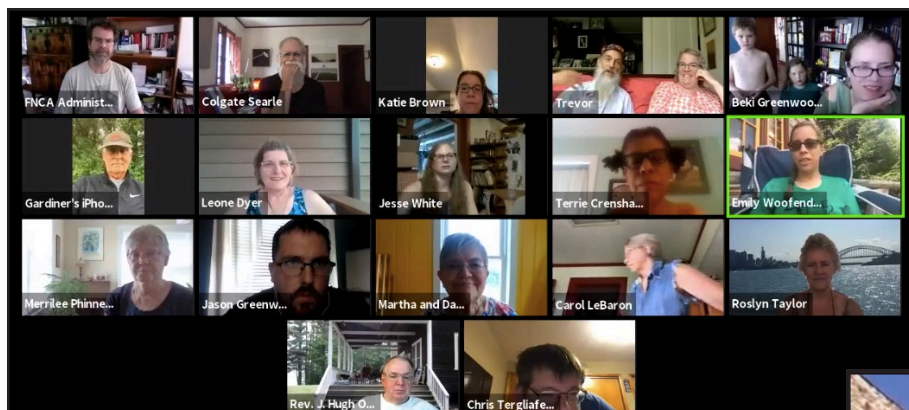 FNCA Administ...
Colgate Searle
Katie Brown
Trevor
Beki Greenwoo...
Gardiner's iPho...
Leone Dyer
Jesse White
Terrie Crensha...
Emily Woofend...
Merrilee Phinne...
Jason Greenw...
Martha and Da...
Carol LeBaron
Roslyn Taylor
Rev. J. Hugh O...
Chris Tergliafe...